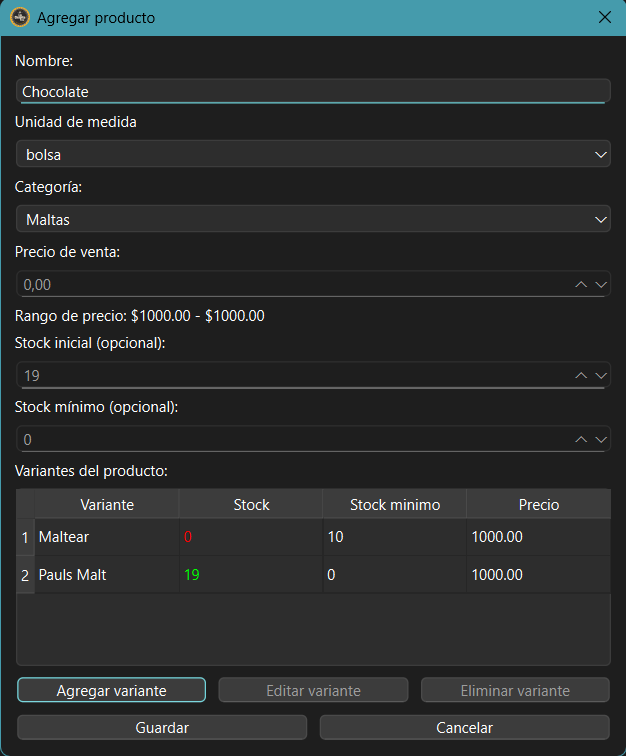 Agregar producto
Nombre:
Chocolate
Unidad de medida
bolsa
Categoría:
Maltas
Precio de venta:
0,00
Rango de precio: $1000.00 - $1000.00
Stock inicial (opcional):
19
Stock mínimo (opcional):
0
Variantes del producto:
Variante Stock Stock minimo Precio
1 Maltear 0 10 1000.00
2 Pauls Malt 19 0 1000.00
Agregar variante Editar variante Eliminar variante
Guardar Cancelar